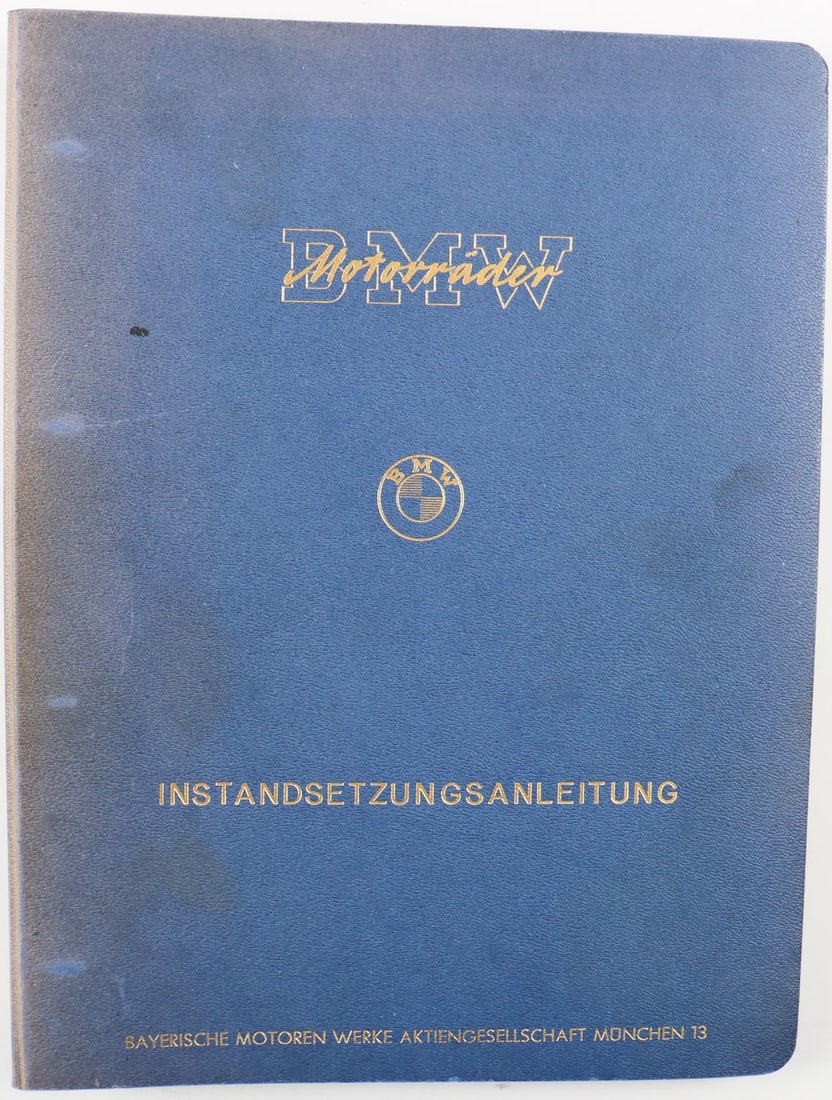 BMW
Motorräder
BMW
INSTANDSETZUNGSANLEITUNG
BAYERISCHE MOTOREN WERKE AKTIENGESELLSCHAFT MÜNCHEN 13